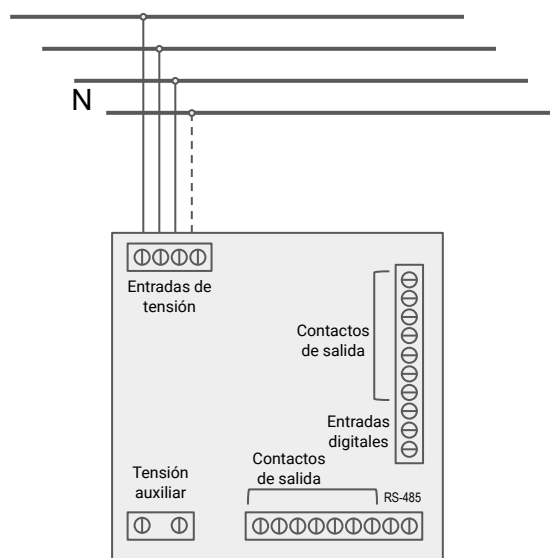 N
Entradas de
tensión
Contactos
de salida
Entradas
digitales
Tensión
auxiliar
Contactos
de salida
RS-485